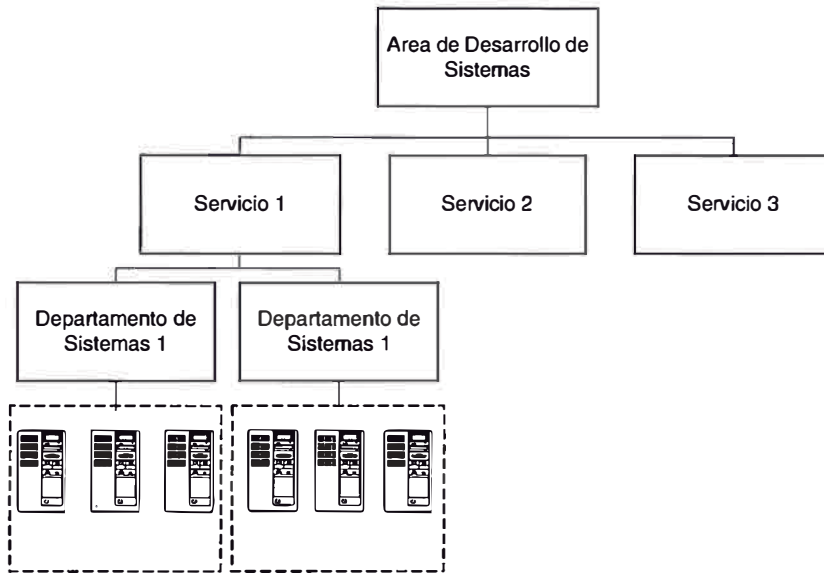 Area de Desarrollo de
Sistemas
Servicio 1
Servicio 2
Servicio 3
Departamento de
Sistemas 1
Departamento de
Sistemas 1